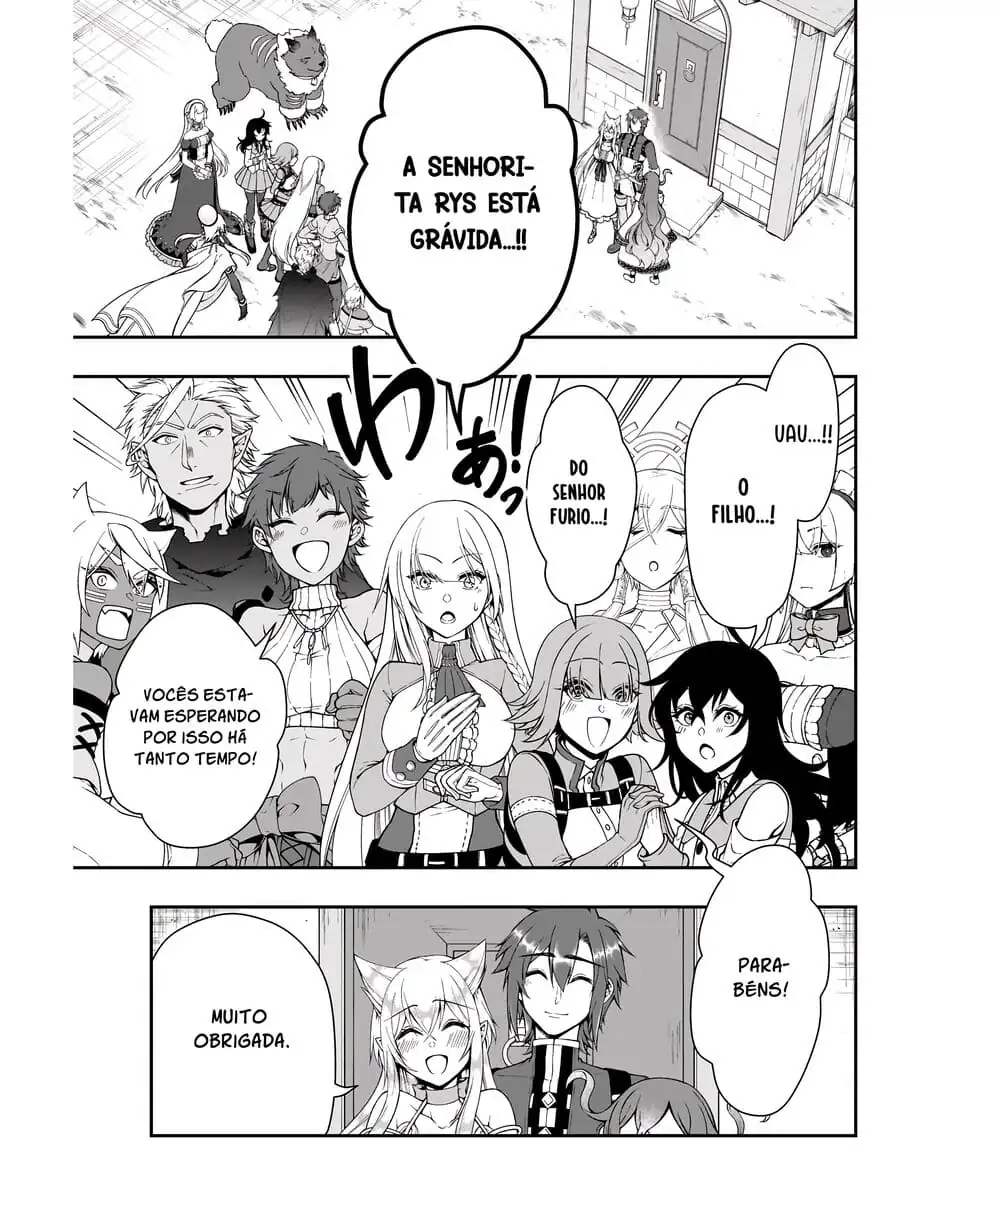 A SENHORI-
TA RYS ESTÁ
GRÁVIDA...!!
わあっ!
UAU...!!
O
FILHO...!
DO
SENHOR
FURIO...!
VOCÊS ESTA-
VAM ESPERANDO
POR ISSO HÁ
TANTO TEMPO!
PARA-
BÉNS!
MUITO
OBRIGADA.